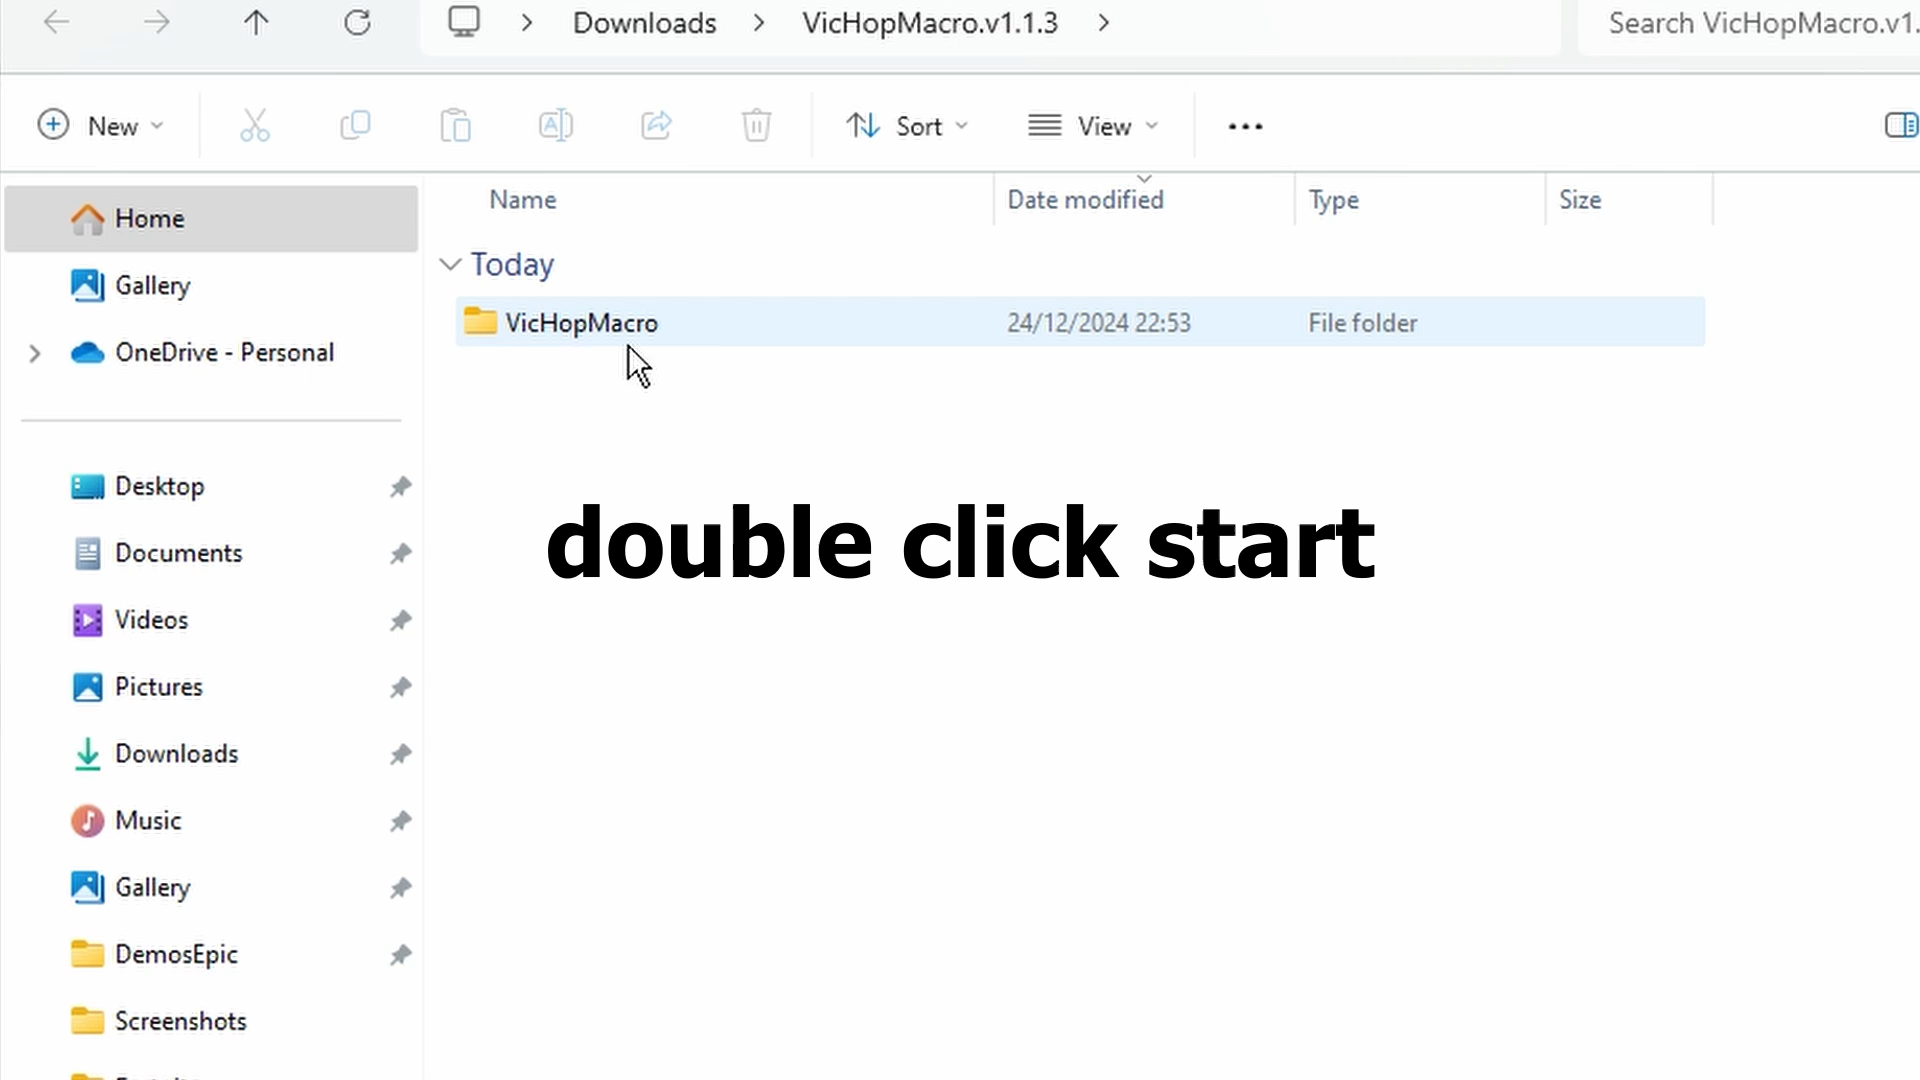 Downloads > VicHopMacro.v1.1.3 >
Search VicHopMacro.v1.
New
Sort
View
Name
Date modified
Type
Size
Home
Gallery
OneDrive - Personal
Today
VicHopMacro
24/12/2024 22:53
File folder
double click start
Desktop
Documents
Videos
Pictures
Downloads
Music
Gallery
DemosEpic
Screenshots